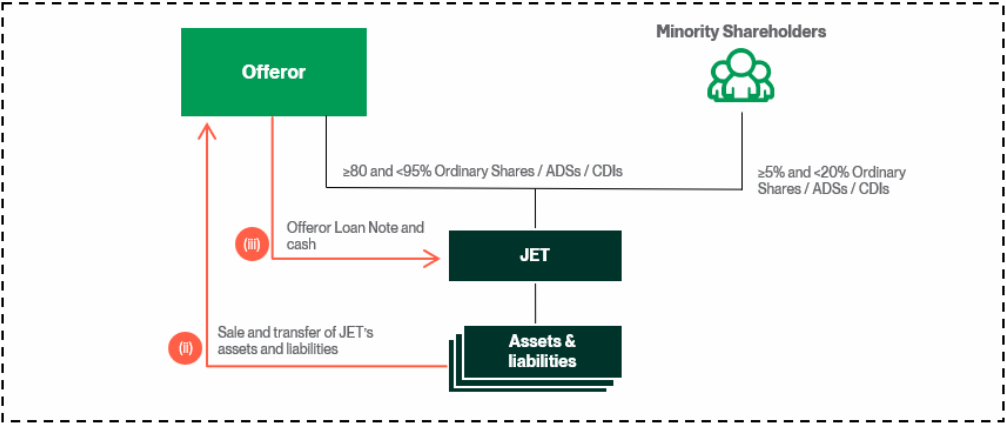 Minority Shareholders
Offeror
≥80 and <95% Ordinary Shares / ADSs / CDIs
≥5% and <20% Ordinary
Shares / ADSs / CDIs
(iii)
Offeror Loan Note and
cash
JET
(ii)
Sale and transfer of JET's
assets and liabilities
Assets &
liabilities